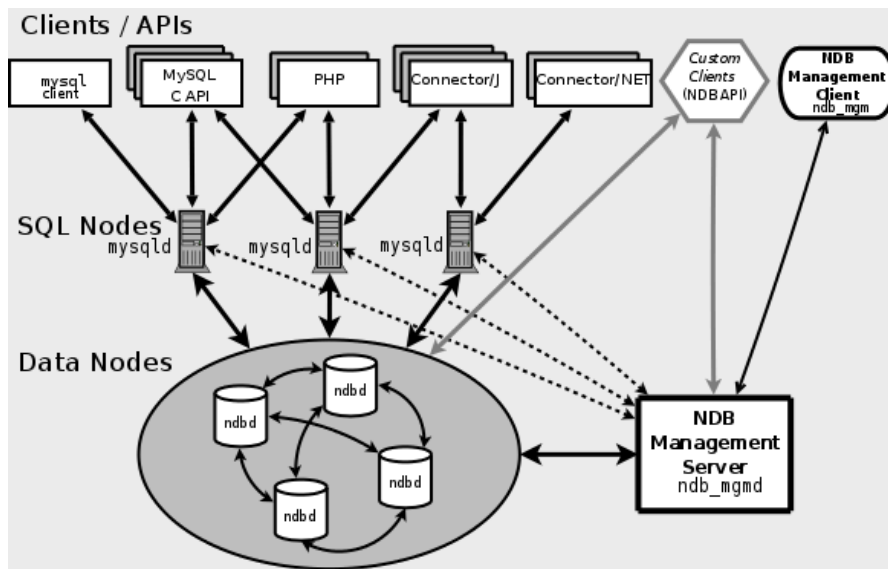 Clients / APIs
mysql
client
MySQL
C API
PHP
Connector/J
Connector/NET
Custom
Clients
(NDBAPI)
NDB
Management
Client
ndb_mgm
SQL Nodes
mysqld
mysqld
mysqld
Data Nodes
ndbd
ndbd
ndbd
ndbd
NDB
Management
Server
ndb_mgmd